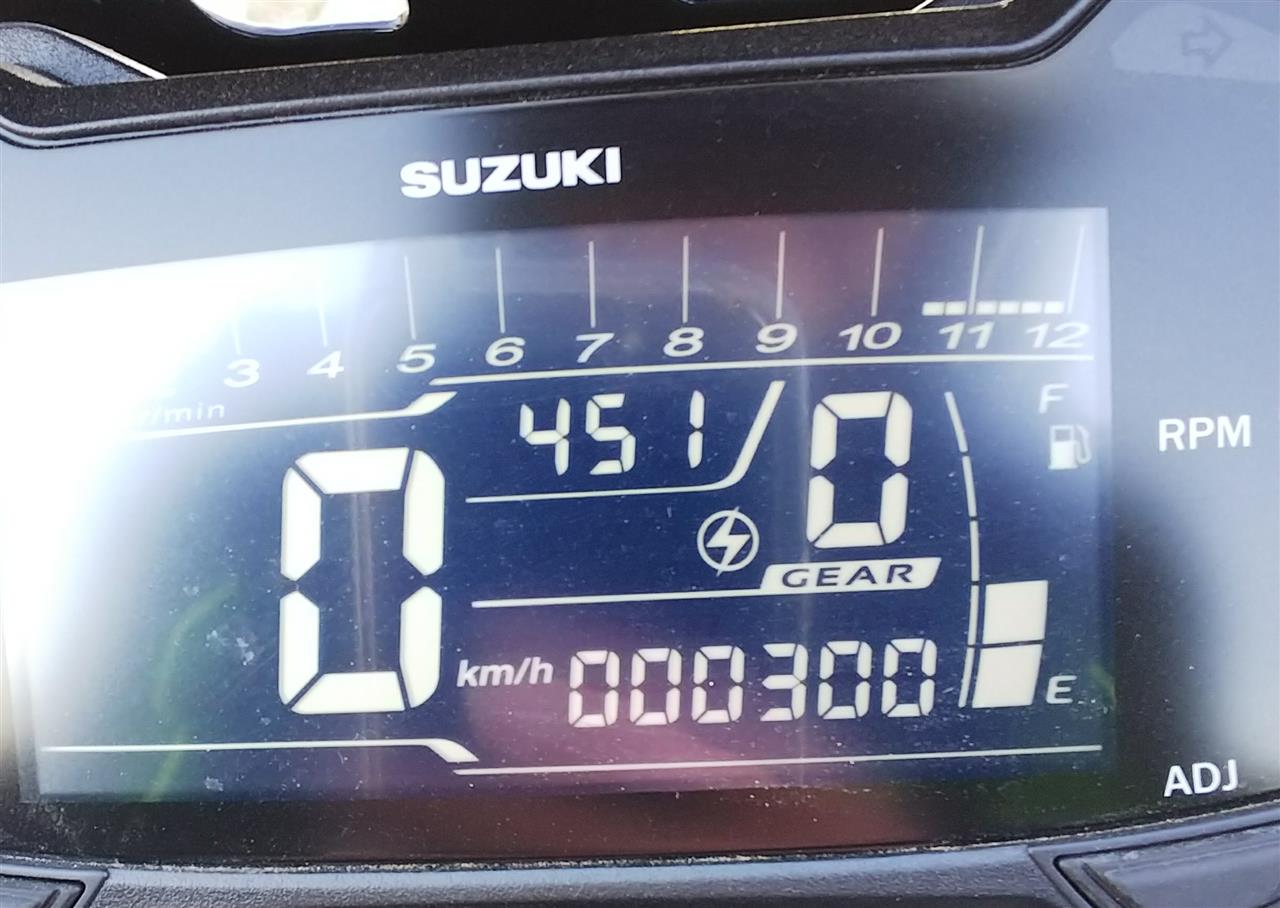 SUZUKI
3 4 5 6 7 8 9 10 11 12
r/min
451 0
F
RPM
GEAR
0 km/h 000300
E
ADJ